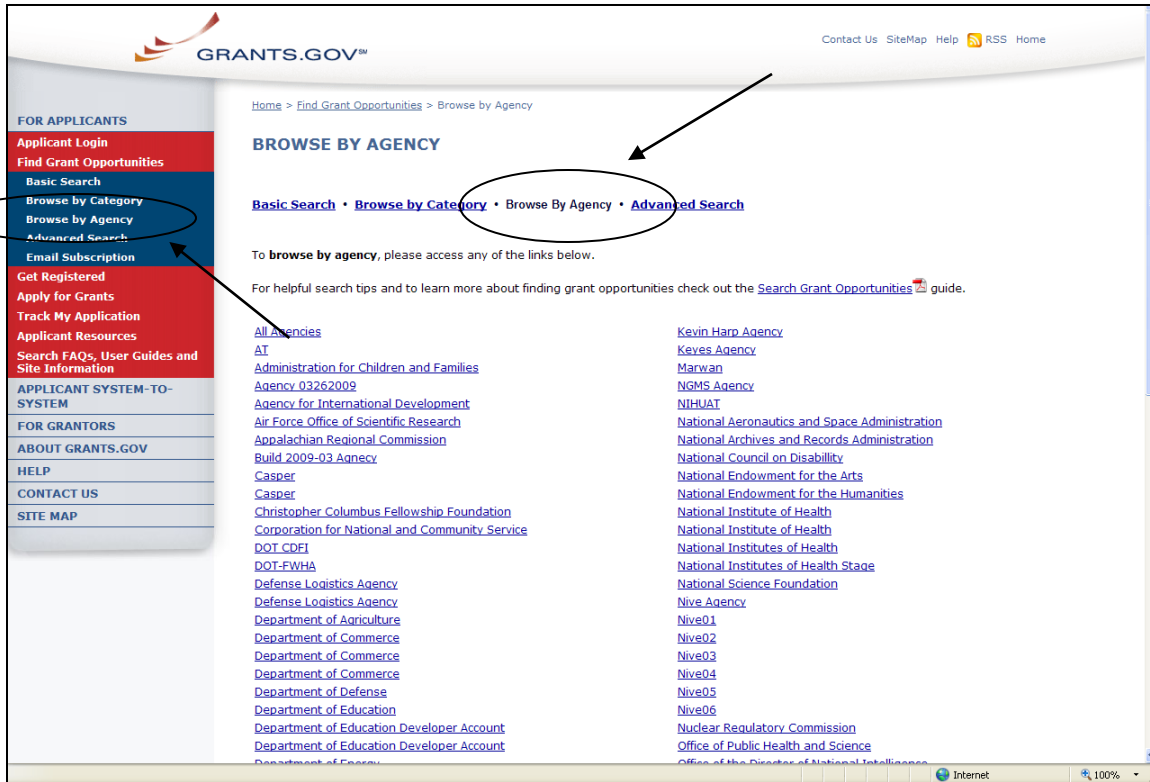 GRANTS.GOV℠
Contact Us SiteMap Help RSS Home
FOR APPLICANTS
Applicant Login
Find Grant Opportunities
Basic Search
Browse by Category
Browse by Agency
Advanced Search
Email Subscription
Get Registered
Apply for Grants
Track My Application
Applicant Resources
Search FAQs, User Guides and
Site Information
APPLICANT SYSTEM-TO-
SYSTEM
FOR GRANTORS
ABOUT GRANTS.GOV
HELP
CONTACT US
SITE MAP
Home > Find Grant Opportunities > Browse by Agency
BROWSE BY AGENCY
Basic Search • Browse by Category • Browse By Agency • Advanced Search
To browse by agency, please access any of the links below.
For helpful search tips and to learn more about finding grant opportunities check out the Search Grant Opportunities guide.
All Agencies
AT
Administration for Children and Families
Agency 03262009
Agency for International Development
Air Force Office of Scientific Research
Appalachian Regional Commission
Build 2009-03 Agnecy
Casper
Casper
Christopher Columbus Fellowship Foundation
Corporation for National and Community Service
DOT CDFI
DOT-FWHA
Defense Logistics Agency
Defense Logistics Agency
Department of Agriculture
Department of Commerce
Department of Commerce
Department of Commerce
Department of Defense
Department of Education
Department of Education Developer Account
Department of Education Developer Account
Department of Energy
Kevin Harp Agency
Keyes Agency
Marwan
NGMS Agency
NIHUAT
National Aeronautics and Space Administration
National Archives and Records Administration
National Council on Disabillity
National Endowment for the Arts
National Endowment for the Humanities
National Institute of Health
National Institute of Health
National Institutes of Health
National Institutes of Health Stage
National Science Foundation
Nive Agency
Nive01
Nive02
Nive03
Nive04
Nive05
Nive06
Nuclear Regulatory Commission
Office of Public Health and Science
Office of the Director of National Intelligence
Internet
100%